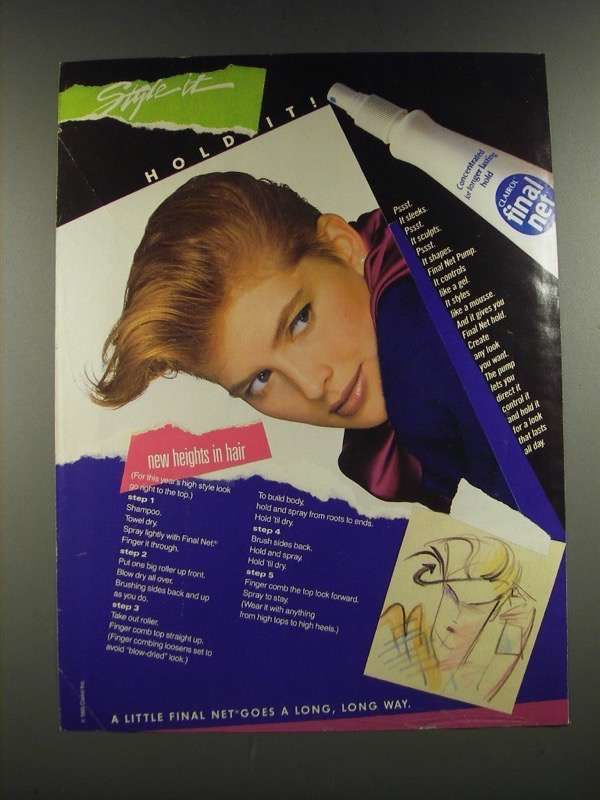 Style it
HOLD IT!
Concentrated
for longer lasting
hold
CLAIROL
final
net
Pssst.
It sleeks.
Pssst.
It sculpts.
Pssst.
It shapes.
Final Net Pump.
It controls
like a gel.
It styles
like a mousse.
And it gives you
Final Net hold.
Create
any look
you want.
The pump
lets you
direct it
control it
and hold it
for a look
that lasts
all day.
new heights in hair
(For this year's high style look
go right to the top.)
step 1
Shampoo.
Towel dry.
Spray lightly with Final Net.®
Finger it through.
step 2
Put one big roller up front.
Blow dry all over.
Brushing sides back and up
as you do.
step 3
Take out roller.
Finger comb top straight up.
(Finger combing loosens set to
avoid "blow-dried" look.)
To build body,
hold and spray from roots to ends.
Hold 'til dry.
step 4
Brush sides back.
Hold and spray.
Hold 'til dry.
step 5
Finger comb the top lock forward.
Spray to stay.
(Wear it with anything
from high tops to high heels.)
A LITTLE FINAL NET® GOES A LONG, LONG WAY.
© 1985 Clairol Inc.